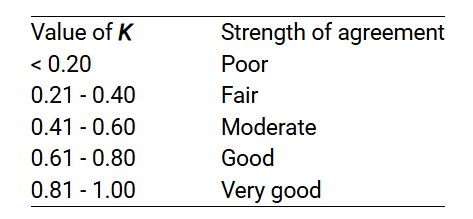 Value of K Strength of agreement
< 0.20 Poor
0.21 - 0.40 Fair
0.41 - 0.60 Moderate
0.61 - 0.80 Good
0.81 - 1.00 Very good